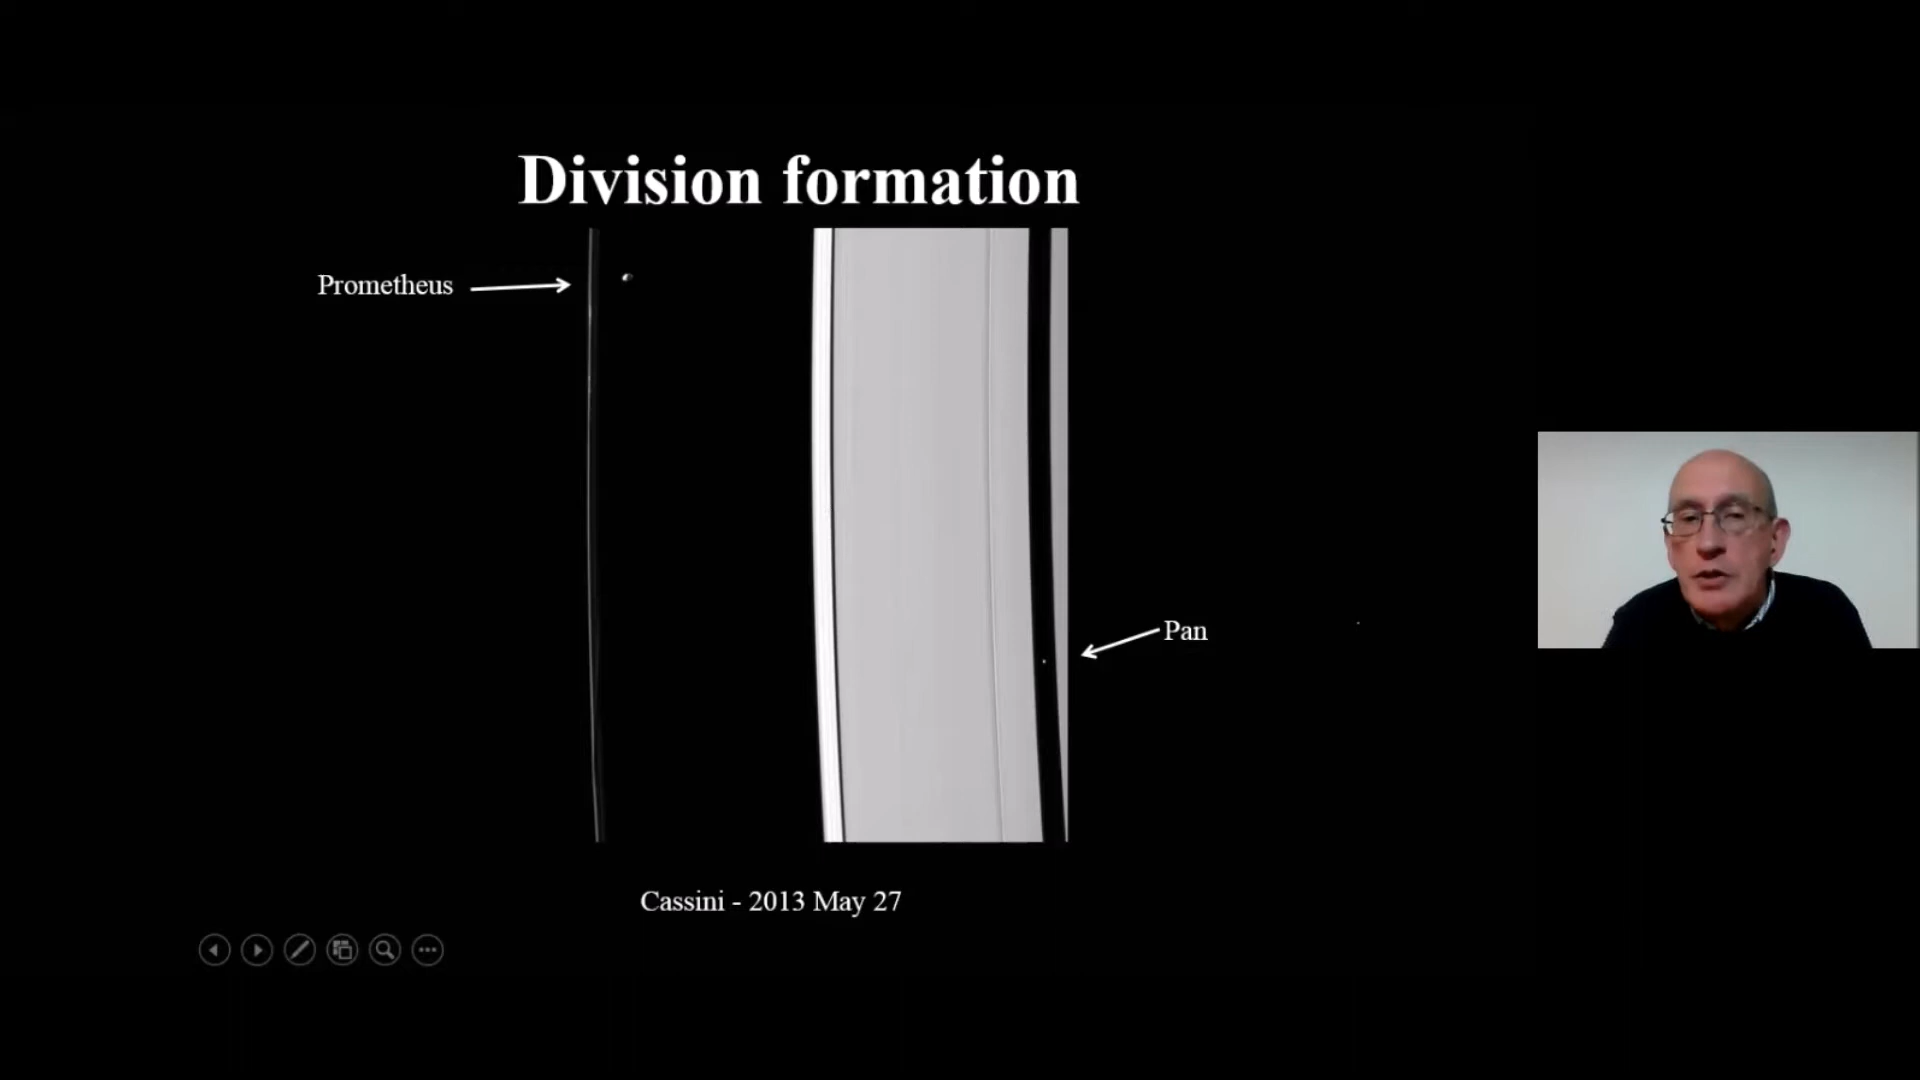 Division formation
Prometheus
Pan
Cassini - 2013 May 27